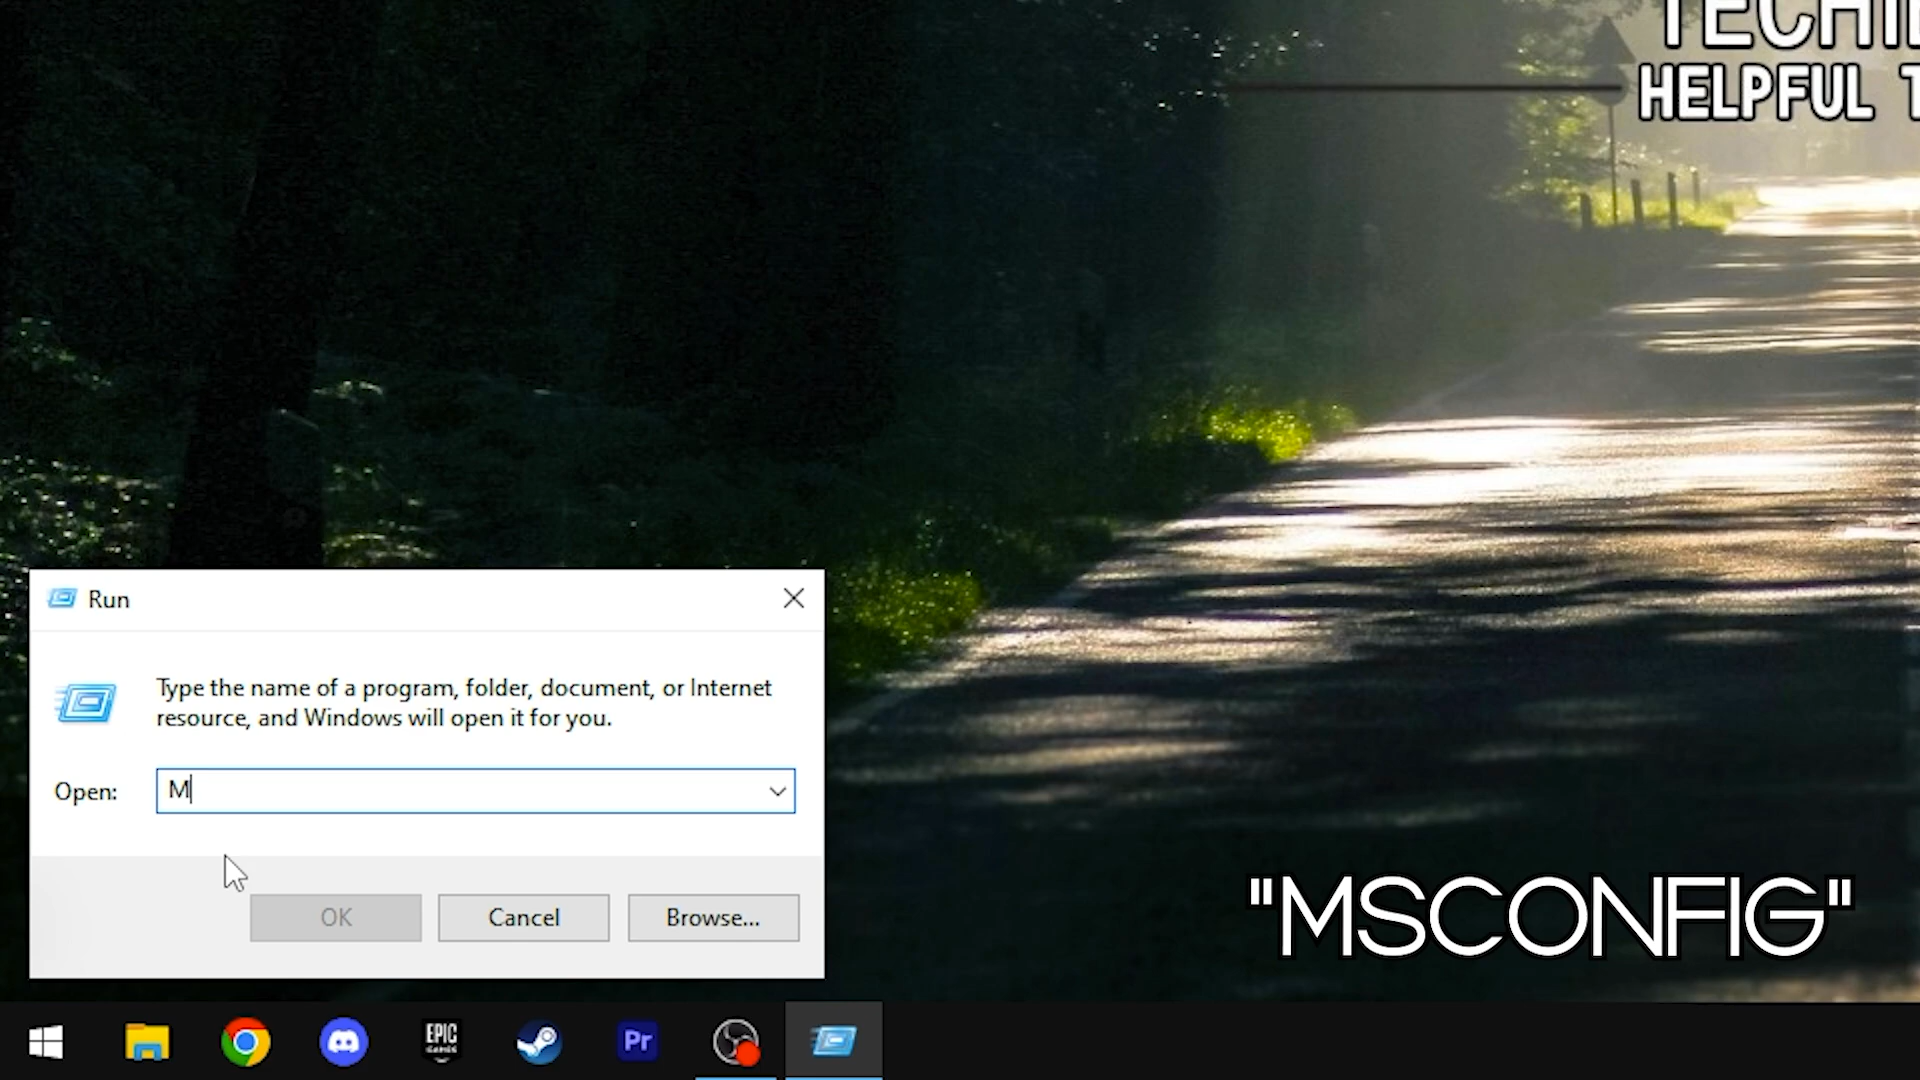 TECHIE
HELPFUL T
Run
Type the name of a program, folder, document, or Internet
resource, and Windows will open it for you.
Open: M
OK Cancel Browse...
"MSCONFIG"
EPIC
GAMES
Pr